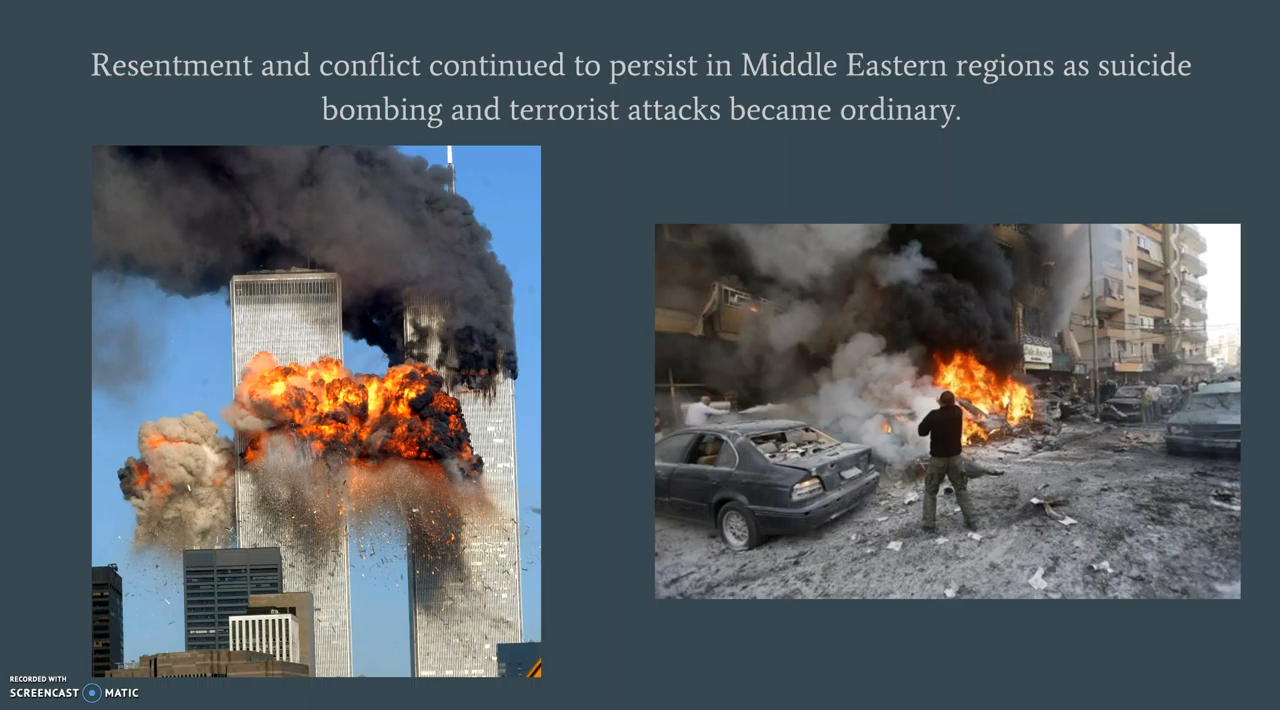 Resentment and conflict continued to persist in Middle Eastern regions as suicide
bombing and terrorist attacks became ordinary.
RECORDED WITH
SCREENCAST MATIC